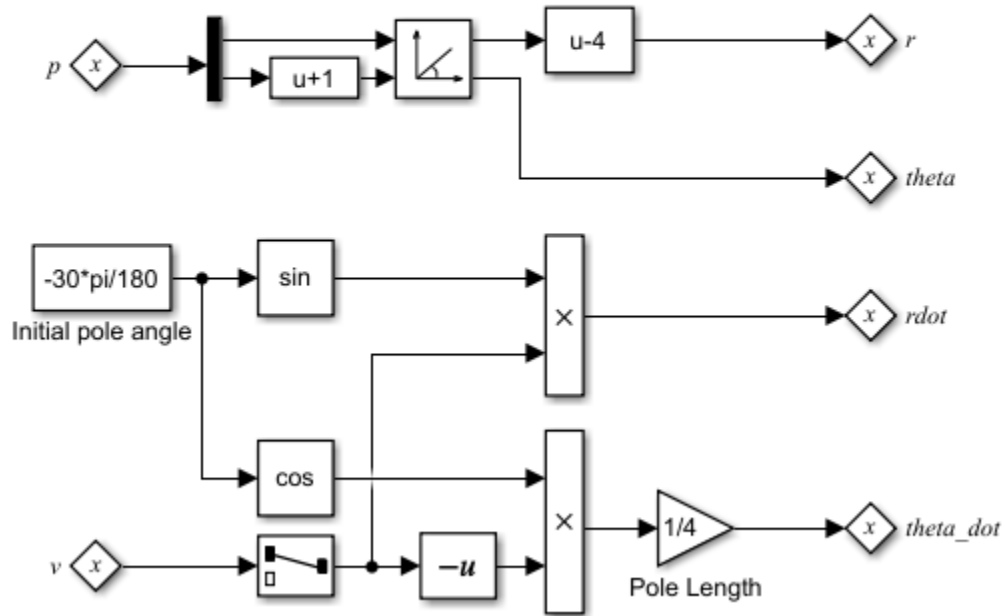 p x
u+1
u-4
x r
x theta
-30*pi/180
Initial pole angle
sin
×
x rdot
cos
×
1/4
Pole Length
x theta_dot
v x
-u